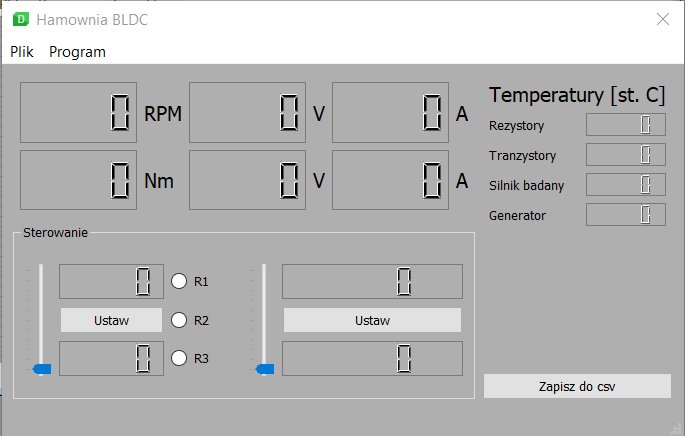 D Hamownia BLDC
Plik Program
0 RPM 0 V 0 A
0 Nm 0 V 0 A
Temperatury [st. C]
Rezystory 0
Tranzystory 0
Silnik badany 0
Generator 0
Sterowanie
0 R1 0
Ustaw R2 Ustaw
0 R3 0
Zapisz do csv